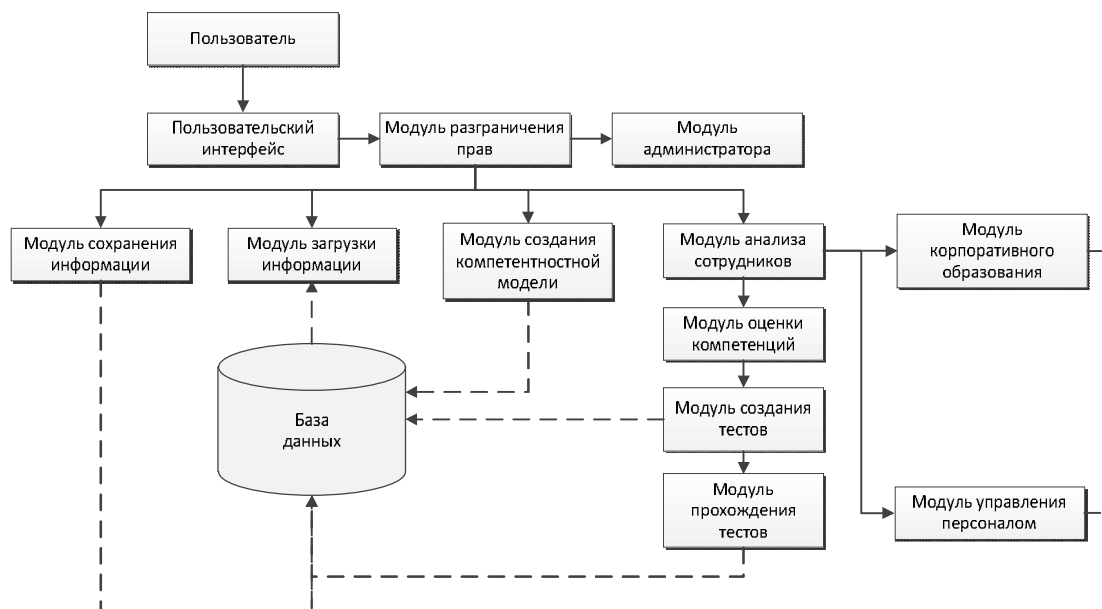 Пользователь
Пользовательский
интерфейс
Модуль разграничения
прав
Модуль
администратора
Модуль сохранения
информации
Модуль загрузки
информации
Модуль создания
компетентностной
модели
Модуль анализа
сотрудников
Модуль
корпоративного
образования
Модуль оценки
компетенций
База
данных
Модуль создания
тестов
Модуль
прохождения
тестов
Модуль управления
персоналом